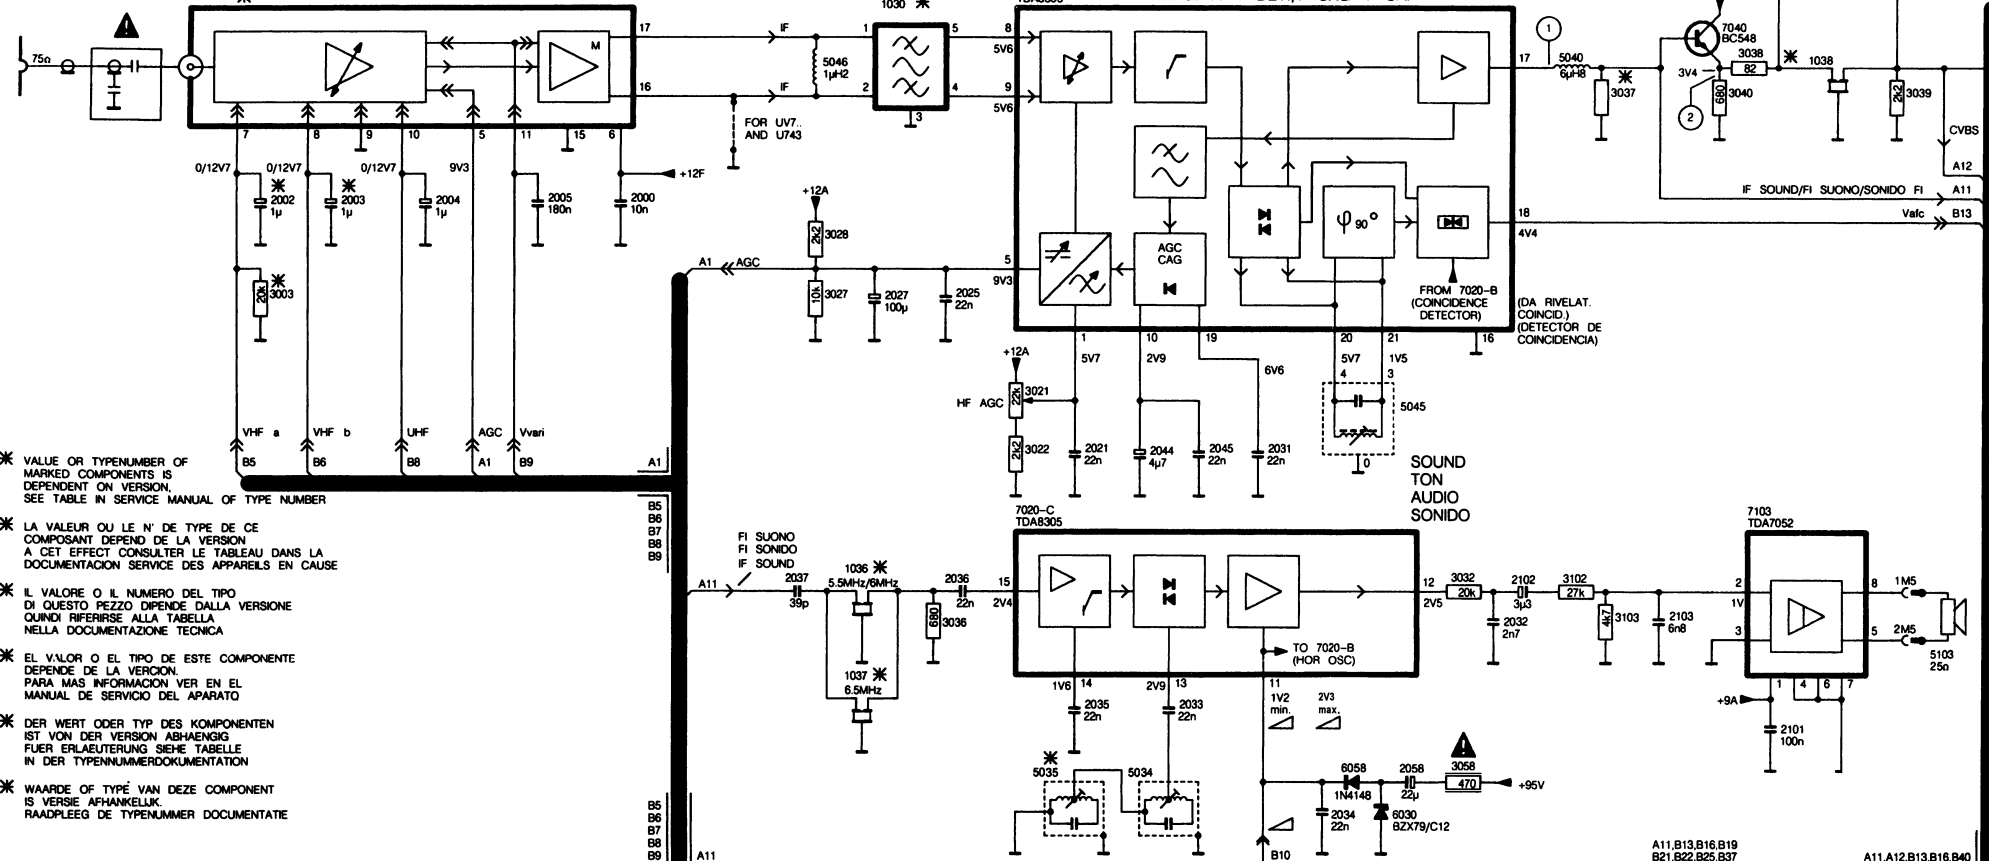 1030 ✱
TDA8305
75Ω
M
17
IF
1
5
8
5V6
5046
1µH2
16
IF
2
4
9
5V6
3
FOR UV7..
AND U743
7
8
9
10
5
11
15
6
0/12V7
0/12V7
0/12V7
9V3
+12F
2002
1µ
2003
1µ
2004
1µ
2005
180n
2000
10n
20k
3003
+12A
2k2
3028
A1
AGC
10k
3027
2027
100µ
2025
22n
5
9V3
AGC
CAG
φ 90°
17
1
5040
6µH8
3037
7040
BC548
3038
82
3V4
680
3040
2
1038
2k2
3039
CVBS
A12
IF SOUND/FI SUONO/SONIDO FI
A11
Vafc
B13
18
4V4
FROM 7020-B
(COINCIDENCE
DETECTOR)
(DA RIVELAT.
COINCID.)
(DETECTOR DE
COINCIDENCIA)
1
10
19
20
21
16
5V7
2V9
6V6
5V7
1V5
4
3
+12A
HF AGC
22k
3021
2k2
3022
2021
22n
2044
4µ7
2045
22n
2031
22n
5045
0
VHF a
VHF b
UHF
AGC
Vvari
B5
B6
B8
A1
B9
A1
B5
B6
B7
B8
B9
✱ VALUE OR TYPENUMBER OF
MARKED COMPONENTS IS
DEPENDENT ON VERSION,
SEE TABLE IN SERVICE MANUAL OF TYPE NUMBER
✱ LA VALEUR OU LE N' DE TYPE DE CE
COMPOSANT DEPEND DE LA VERSION
A CET EFFECT CONSULTER LE TABLEAU DANS LA
DOCUMENTACION SERVICE DES APPAREILS EN CAUSE
✱ IL VALORE O IL NUMERO DEL TIPO
DI QUESTO PEZZO DIPENDE DALLA VERSIONE
QUINDI RIFERIRSE ALLA TABELLA
NELLA DOCUMENTAZIONE TECNICA
✱ EL VALOR O EL TIPO DE ESTE COMPONENTE
DEPENDE DE LA VERCION.
PARA MAS INFORMACION VER EN EL
MANUAL DE SERVICIO DEL APARATO
✱ DER WERT ODER TYP DES KOMPONENTEN
IST VON DER VERSION ABHAENGIG
FUER ERLAEUTERUNG SIEHE TABELLE
IN DER TYPENNUMMERDOKUMENTATION
✱ WAARDE OF TYPE VAN DEZE COMPONENT
IS VERSIE AFHANKELIJK.
RAADPLEEG DE TYPENUMMER DOCUMENTATIE
SOUND
TON
AUDIO
SONIDO
7020-C
TDA8305
FI SUONO
FI SONIDO
IF SOUND
A11
2037
39p
1036 ✱
5.5MHz/6MHz
1037 ✱
6.5MHz
680
3036
2036
22n
15
2V4
12
2V5
TO 7020-B
(HOR OSC)
14
1V6
13
2V9
11
1V2
min.
2V3
max.
2035
22n
2033
22n
5035
5034
3032
20k
2032
2n7
2102
3µ3
3102
27k
4k7
3103
2103
6n8
7103
TDA7052
2
1V
3
8
1M5
5
2M5
5103
25Ω
1
4
6
7
+9A
2101
100n
6058
1N4148
2058
22µ
3058
470
+95V
2034
22n
6030
BZX79/C12
B10
B5
B6
B7
B8
B9
A11
A11,B13,B16,B19
B21,B22,B25,B37
A11,A12,B13,B16,B40